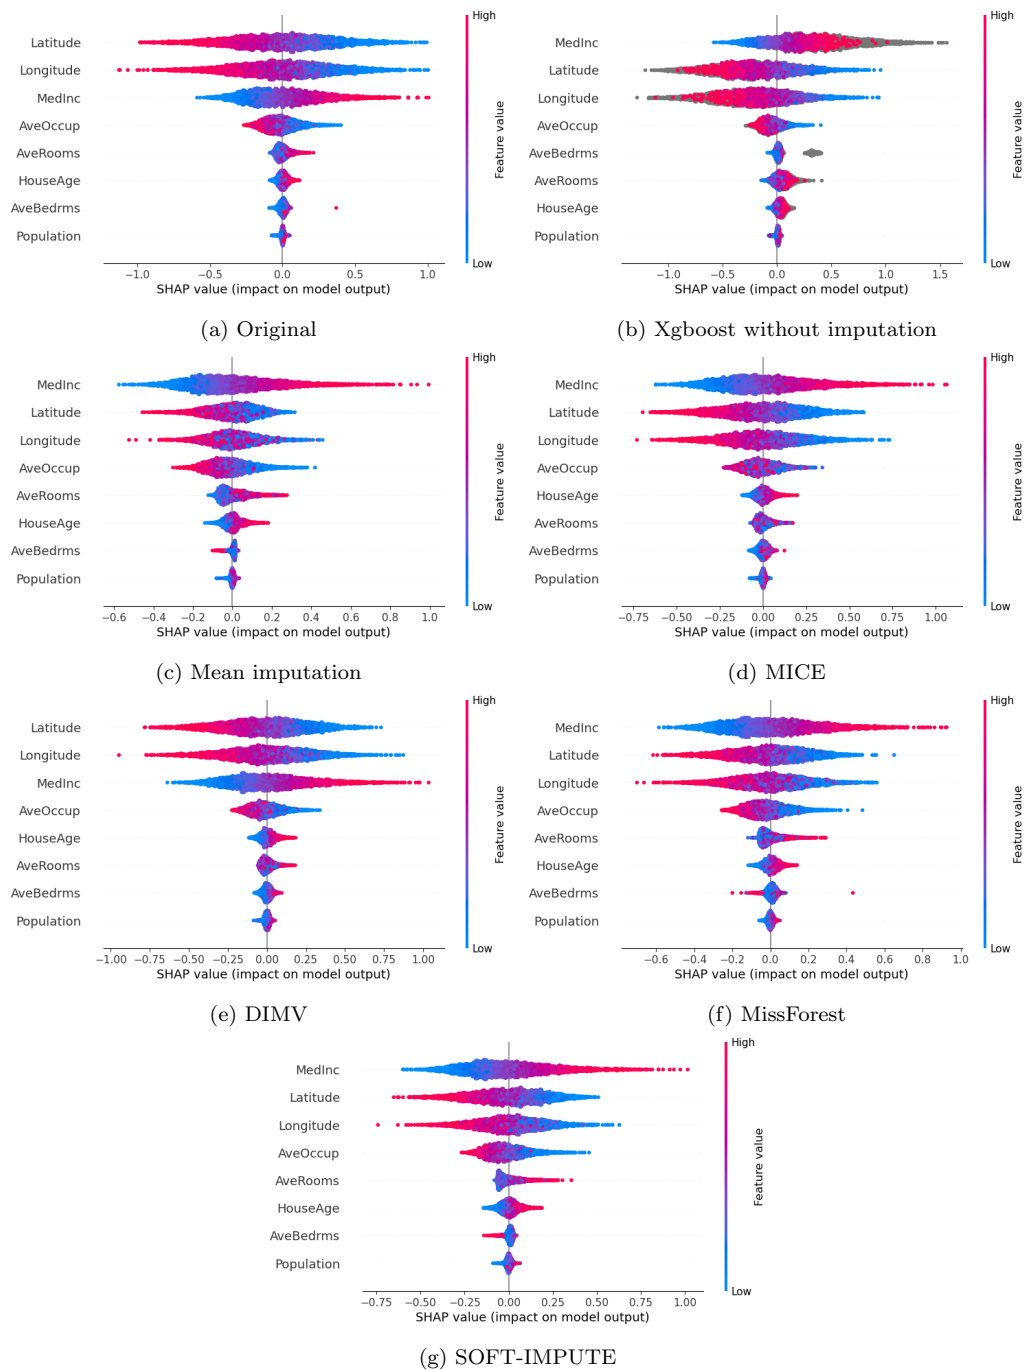 High
Latitude
Longitude
MedInc
AveOccup
AveRooms
HouseAge
AveBedrms
Population
Feature value
Low
−1.0 −0.5 0.0 0.5 1.0
SHAP value (impact on model output)
(a) Original
High
MedInc
Latitude
Longitude
AveOccup
AveBedrms
AveRooms
HouseAge
Population
Feature value
Low
−1.0 −0.5 0.0 0.5 1.0 1.5
SHAP value (impact on model output)
(b) Xgboost without imputation
High
MedInc
Latitude
Longitude
AveOccup
AveRooms
HouseAge
AveBedrms
Population
Feature value
Low
−0.6 −0.4 −0.2 0.0 0.2 0.4 0.6 0.8 1.0
SHAP value (impact on model output)
(c) Mean imputation
High
MedInc
Latitude
Longitude
AveOccup
HouseAge
AveRooms
AveBedrms
Population
Feature value
Low
−0.75 −0.50 −0.25 0.00 0.25 0.50 0.75 1.00
SHAP value (impact on model output)
(d) MICE
High
Latitude
Longitude
MedInc
AveOccup
HouseAge
AveRooms
AveBedrms
Population
Feature value
Low
−1.00 −0.75 −0.50 −0.25 0.00 0.25 0.50 0.75 1.00
SHAP value (impact on model output)
(e) DIMV
High
MedInc
Latitude
Longitude
AveOccup
AveRooms
HouseAge
AveBedrms
Population
Feature value
Low
−0.6 −0.4 −0.2 0.0 0.2 0.4 0.6 0.8 1.0
SHAP value (impact on model output)
(f) MissForest
High
MedInc
Latitude
Longitude
AveOccup
AveRooms
HouseAge
AveBedrms
Population
Feature value
Low
−0.75 −0.50 −0.25 0.00 0.25 0.50 0.75 1.00
SHAP value (impact on model output)
(g) SOFT-IMPUTE